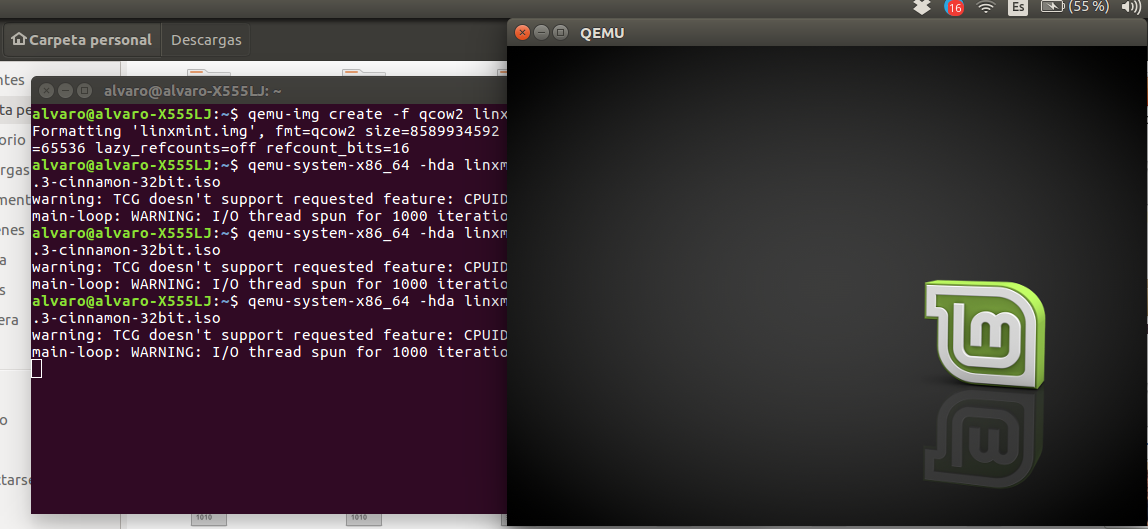 16
Es
(55 %)
Carpeta personal
Descargas
QEMU
ntes
ta pe
orio
rgas
ment
enes
a
s
era
o
ctarse
alvaro@alvaro-X555LJ: ~
alvaro@alvaro-X555LJ:~$ qemu-img create -f qcow2 linx
Formatting 'linxmint.img', fmt=qcow2 size=8589934592
=65536 lazy_refcounts=off refcount_bits=16
alvaro@alvaro-X555LJ:~$ qemu-system-x86_64 -hda linxm
.3-cinnamon-32bit.iso
warning: TCG doesn't support requested feature: CPUID
main-loop: WARNING: I/O thread spun for 1000 iteratio
alvaro@alvaro-X555LJ:~$ qemu-system-x86_64 -hda linxm
.3-cinnamon-32bit.iso
warning: TCG doesn't support requested feature: CPUID
main-loop: WARNING: I/O thread spun for 1000 iteratio
alvaro@alvaro-X555LJ:~$ qemu-system-x86_64 -hda linxm
.3-cinnamon-32bit.iso
warning: TCG doesn't support requested feature: CPUID
main-loop: WARNING: I/O thread spun for 1000 iteratio
1010
1010